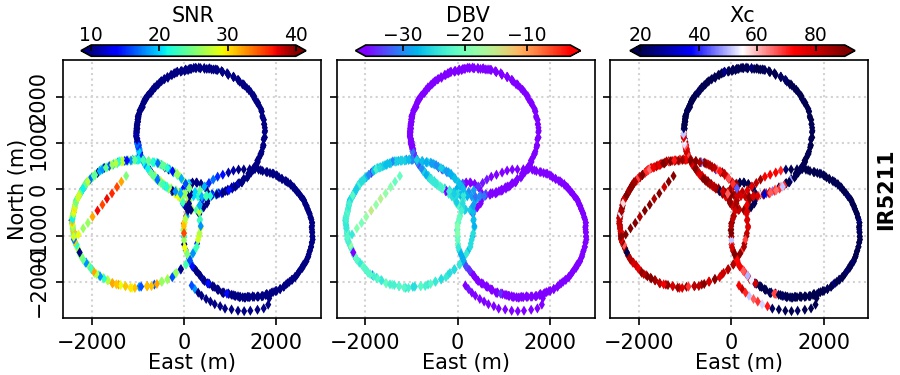 SNR
DBV
Xc
10 20 30 40
−30 −20 −10
20 40 60 80
North (m)
2000
1000
0
−1000
−2000
−2000 0 2000
−2000 0 2000
−2000 0 2000
East (m)
East (m)
East (m)
IR5211